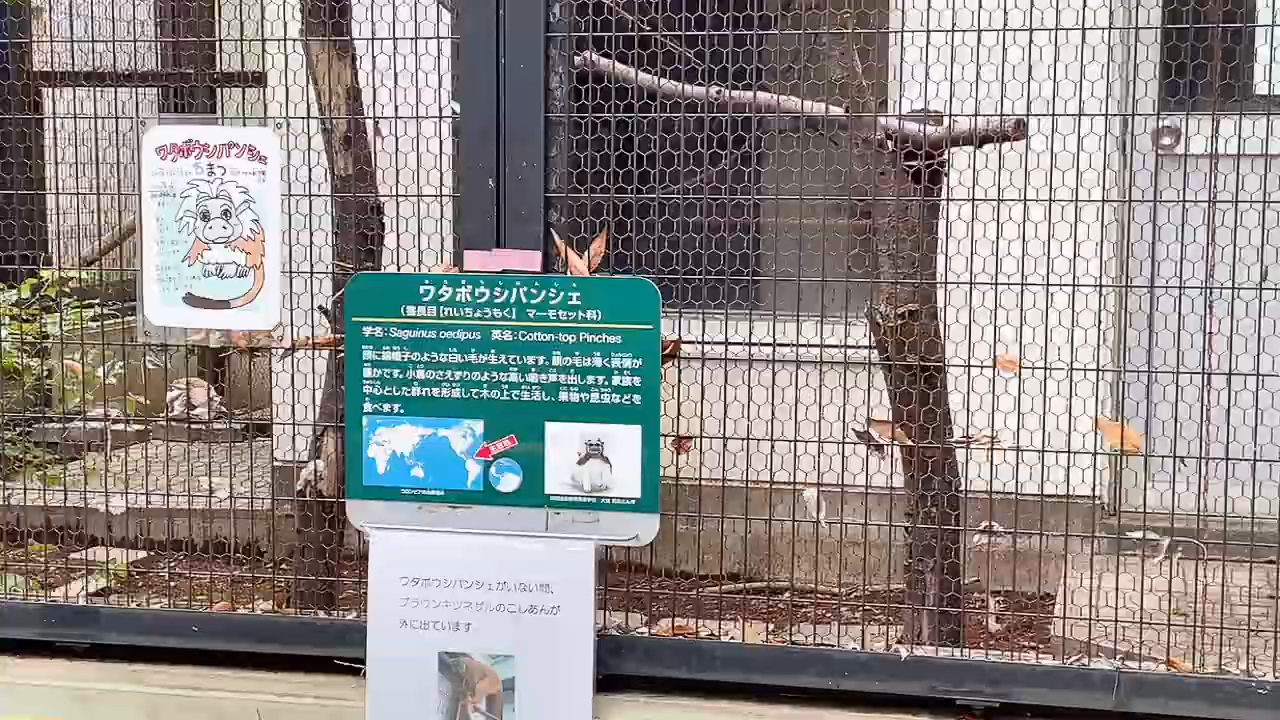 ワタボウシパンシェ
ちまつ
ワタボウシパンシェ
(霊長目[れいちょうもく] マーモセット科)
学名:Saguinus oedipus 英名:Cotton-top Pinches
頭に綿帽子のような白い毛が生えています。顔の毛は薄く表情が
豊かです。小鳥のさえずりのような高い鳴き声を出します。家族を
中心とした群れを形成して木の上で生活し、果物や昆虫などを
食べます。
生息地
ワタボウシパンシェがいない間、
ブラウンキツネザルのこしあんが
外に出ています